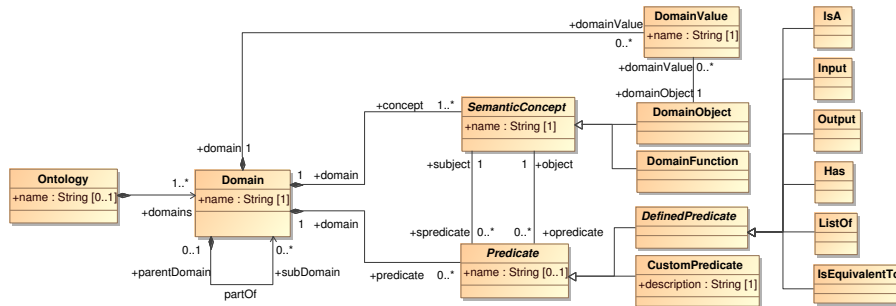 IsA
DomainValue
+domainValue
+name : String [1]
0..*
Input
+domainValue 0..*
+domainObject 1
+concept 1..*
SemanticConcept
+name : String [1]
DomainObject
Output
+domain 1
+subject 1
1 +object
DomainFunction
Has
Ontology
+name : String [0..1]
1..*
+domains
Domain
+name : String [1]
1 +domain
1 +domain
DefinedPredicate
ListOf
+spredicate 0..*
0..* +opredicate
0..1
0..*
+parentDomain
+subDomain
partOf
+predicate 0..*
Predicate
+name : String [0..1]
CustomPredicate
+description : String [1]
IsEquivalentTo